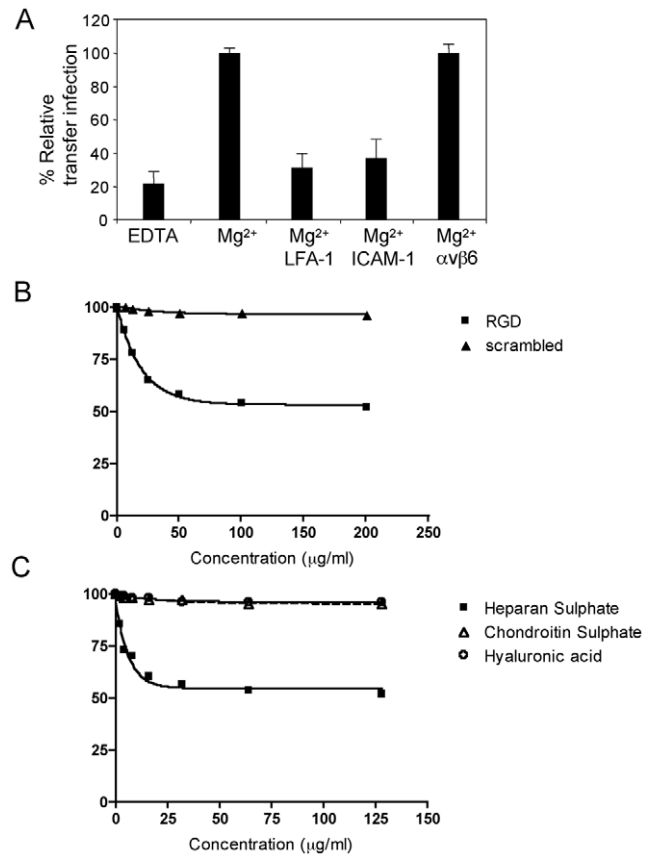 A
% Relative
transfer infection
120
100
80
60
40
20
0
EDTA
Mg²⁺
Mg²⁺
LFA-1
Mg²⁺
ICAM-1
Mg²⁺
αvβ6
B
100
75
50
25
0
0 50 100 150 200 250
Concentration (μg/ml)
RGD
scrambled
C
100
75
50
25
0
0 25 50 75 100 125 150
Concentration (μg/ml)
Heparan Sulphate
Chondroitin Sulphate
Hyaluronic acid